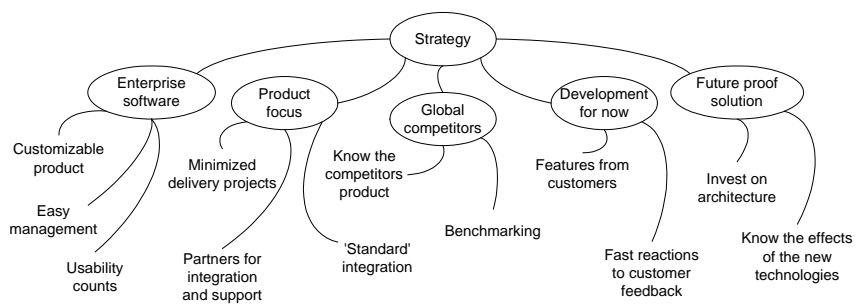 Strategy
Enterprise
software
Product
focus
Global
competitors
Development
for now
Future proof
solution
Customizable
product
Easy
management
Usability
counts
Minimized
delivery projects
Partners for
integration
and support
'Standard'
integration
Know the
competitors
product
Benchmarking
Features from
customers
Fast reactions
to customer
feedback
Invest on
architecture
Know the effects
of the new
technologies